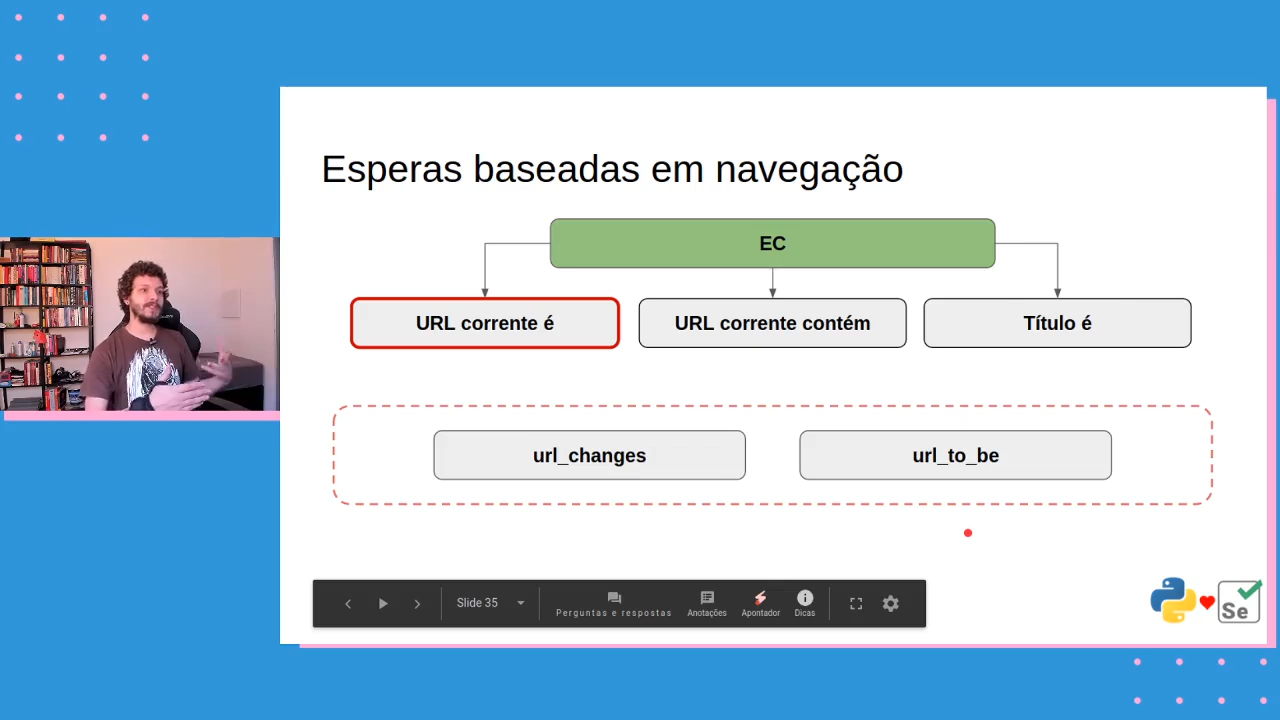 Esperas baseadas em navegação
EC
URL corrente é
URL corrente contém
Título é
url_changes
url_to_be
Slide 35
Perguntas e respostas
Anotações
Apontador
Dicas
Se